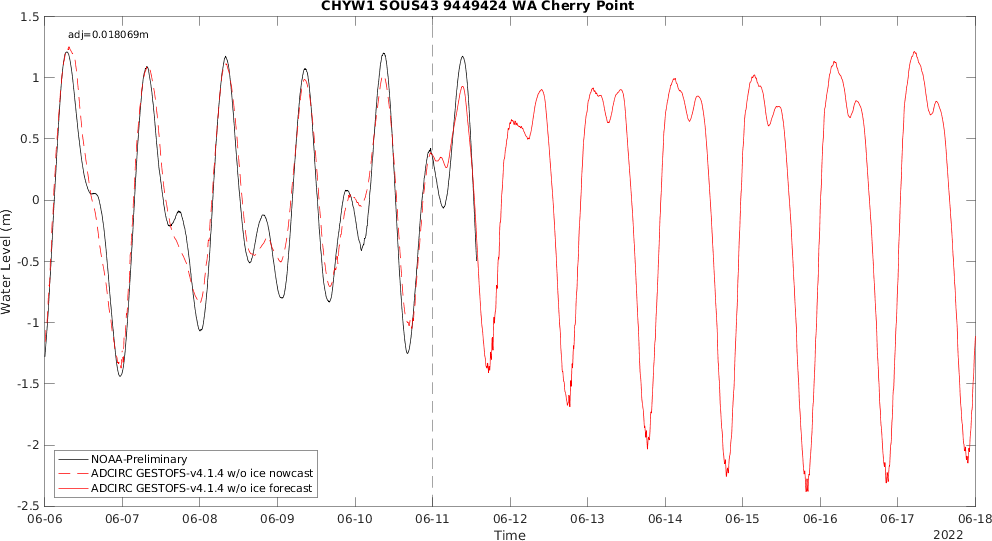 CHYW1 SOUS43 9449424 WA Cherry Point
adj=0.018069m
1.5
1
0.5
0
-0.5
-1
-1.5
-2
-2.5
Water Level (m)
NOAA-Preliminary
ADCIRC GESTOFS-v4.1.4 w/o ice nowcast
ADCIRC GESTOFS-v4.1.4 w/o ice forecast
06-06 06-07 06-08 06-09 06-10 06-11 06-12 06-13 06-14 06-15 06-16 06-17 06-18
Time
2022